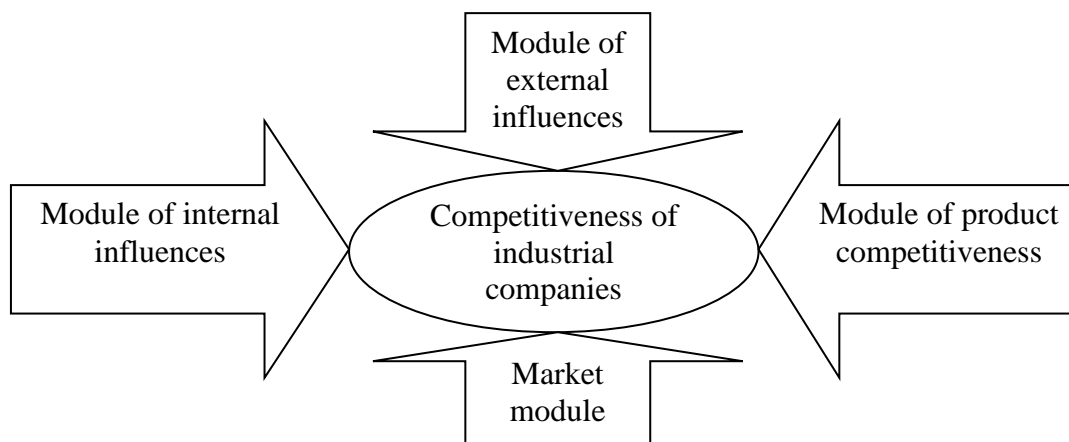 Module of
external
influences
Module of internal
influences
Competitiveness of
industrial
companies
Module of product
competitiveness
Market
module